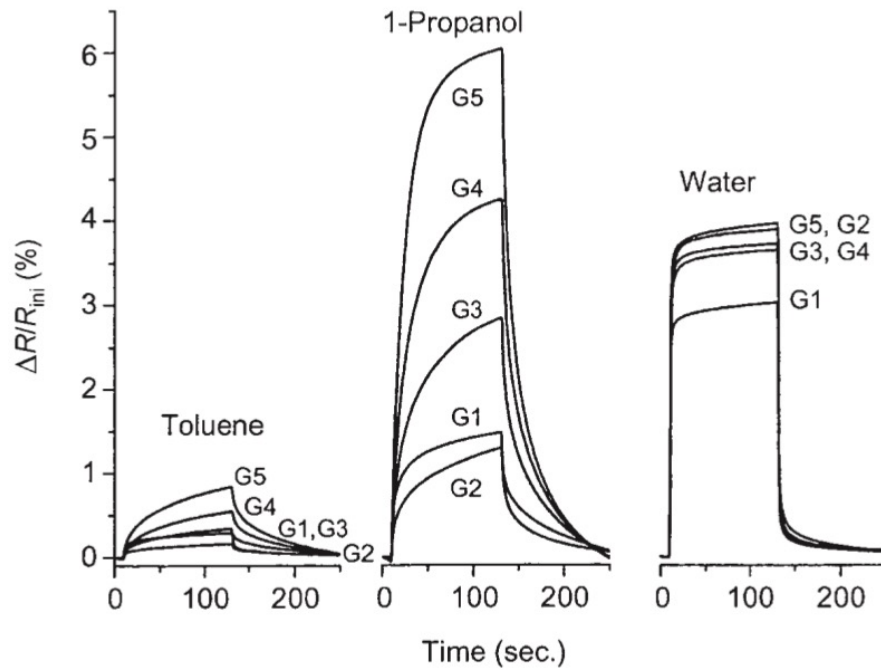 1-Propanol
Water
Toluene
ΔR/R_ini (%)
6
5
4
3
2
1
0
G5
G4
G1,G3
G2
G5
G4
G3
G1
G2
G5, G2
G3, G4
G1
0 100 200
0 100 200
0 100 200
Time (sec.)